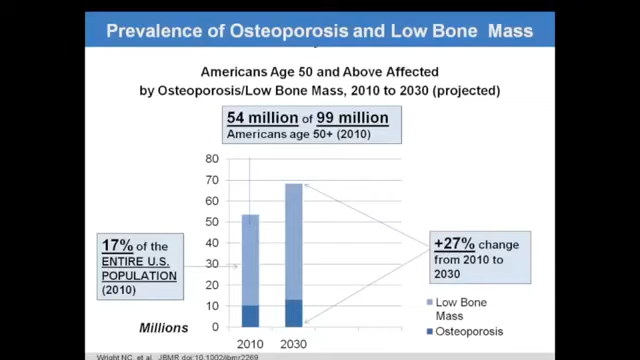 Prevalence of Osteoporosis and Low Bone Mass
Americans Age 50 and Above Affected
by Osteoporosis/Low Bone Mass, 2010 to 2030 (projected)
54 million of 99 million
Americans age 50+ (2010)
80
70
60
50
40
30
20
10
0
Millions
2010
2030
17% of the
ENTIRE U.S.
POPULATION
(2010)
+27% change
from 2010 to
2030
Low Bone
Mass
Osteoporosis
Wright NC, et al, JBMR doi:10.1002/jbmr2269